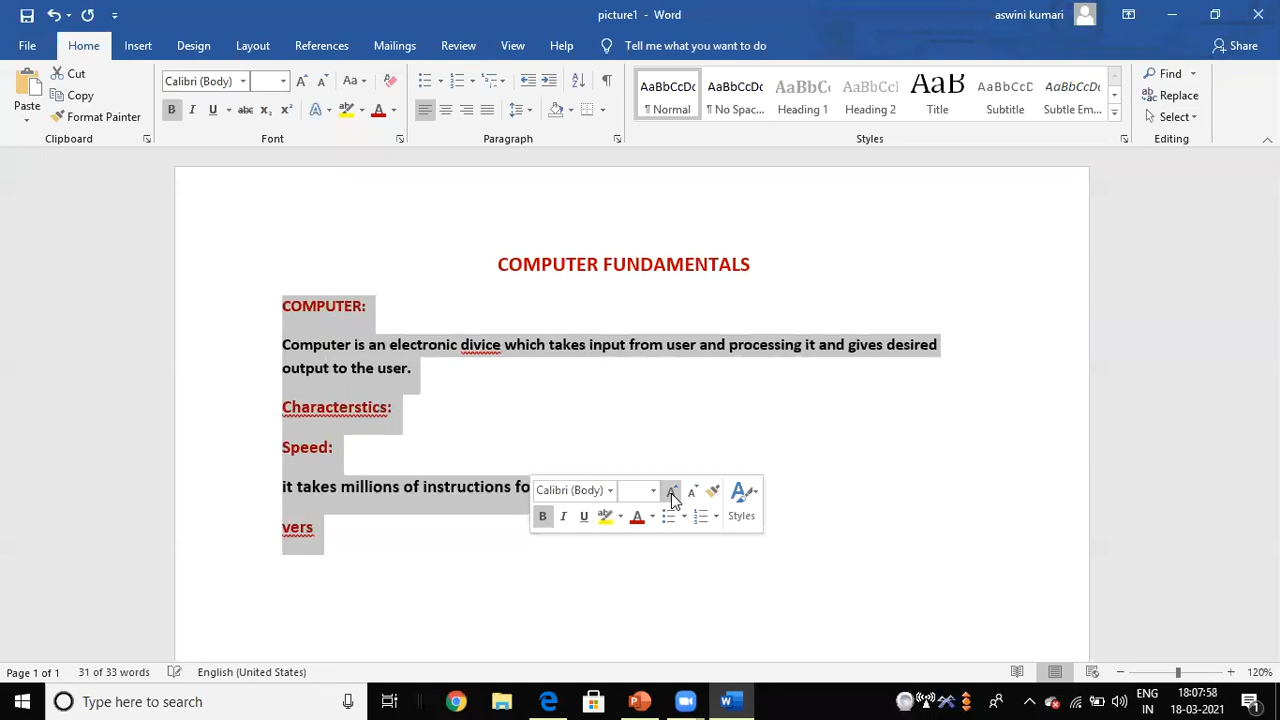 picture1 - Word
aswini kumari
File Home Insert Design Layout References Mailings Review View Help Tell me what you want to do Share
Paste
Cut
Copy
Format Painter
Clipboard
Calibri (Body)
Font
Paragraph
AaBbCcDc AaBbCcDc AaBbCc AaBbCcl AaB AaBbCcD AaBbCcDc
¶ Normal ¶ No Spac... Heading 1 Heading 2 Title Subtitle Subtle Em...
Styles
Find
Replace
Select
Editing
COMPUTER FUNDAMENTALS
COMPUTER:
Computer is an electronic divice which takes input from user and processing it and gives desired
output to the user.
Characterstics:
Speed:
it takes millions of instructions fo
vers
Calibri (Body)
Styles
Page 1 of 1 31 of 33 words English (United States) 120%
Type here to search
ENG
IN
18:07:58
18-03-2021